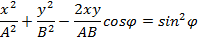 x²/A² + y²/B² − 2xy/AB cosφ = sin²φ